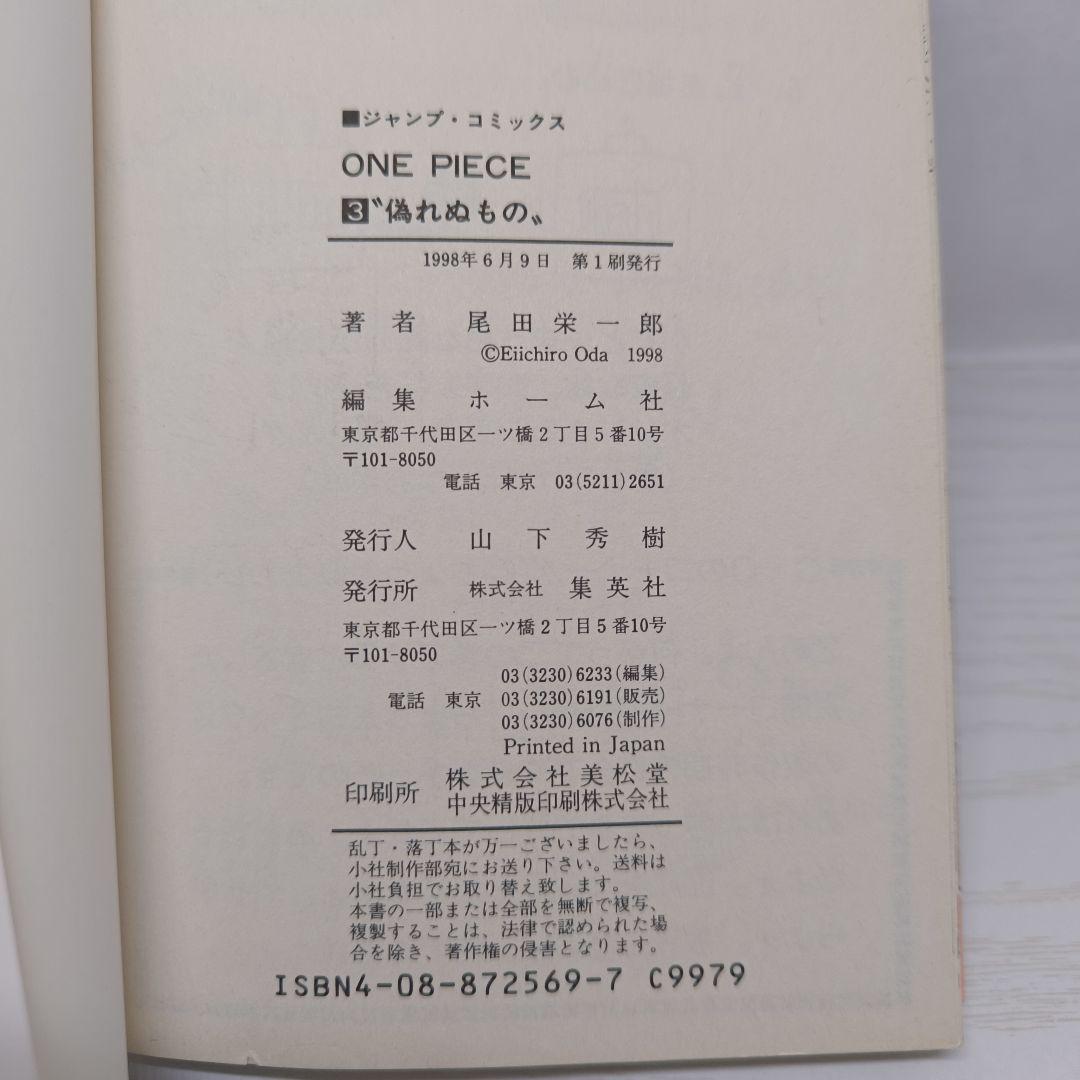 ■ジャンプ・コミックス
ONE PIECE
3〝偽れぬもの〟
1998年6月9日　第1刷発行
著者　尾田栄一郎
©Eiichiro Oda　1998
編集　ホーム社
東京都千代田区一ツ橋2丁目5番10号
〒101-8050
電話　東京　03(5211)2651
発行人　山下秀樹
発行所　株式会社　集英社
東京都千代田区一ツ橋2丁目5番10号
〒101-8050
03(3230)6233(編集)
電話　東京　03(3230)6191(販売)
03(3230)6076(制作)
Printed in Japan
印刷所　株式会社美松堂
中央精版印刷株式会社
乱丁・落丁本が万一ございましたら、
小社制作部宛にお送り下さい。送料は
小社負担でお取り替え致します。
本書の一部または全部を無断で複写、
複製することは、法律で認められた場
合を除き、著作権の侵害となります。
ISBN4-08-872569-7 C9979